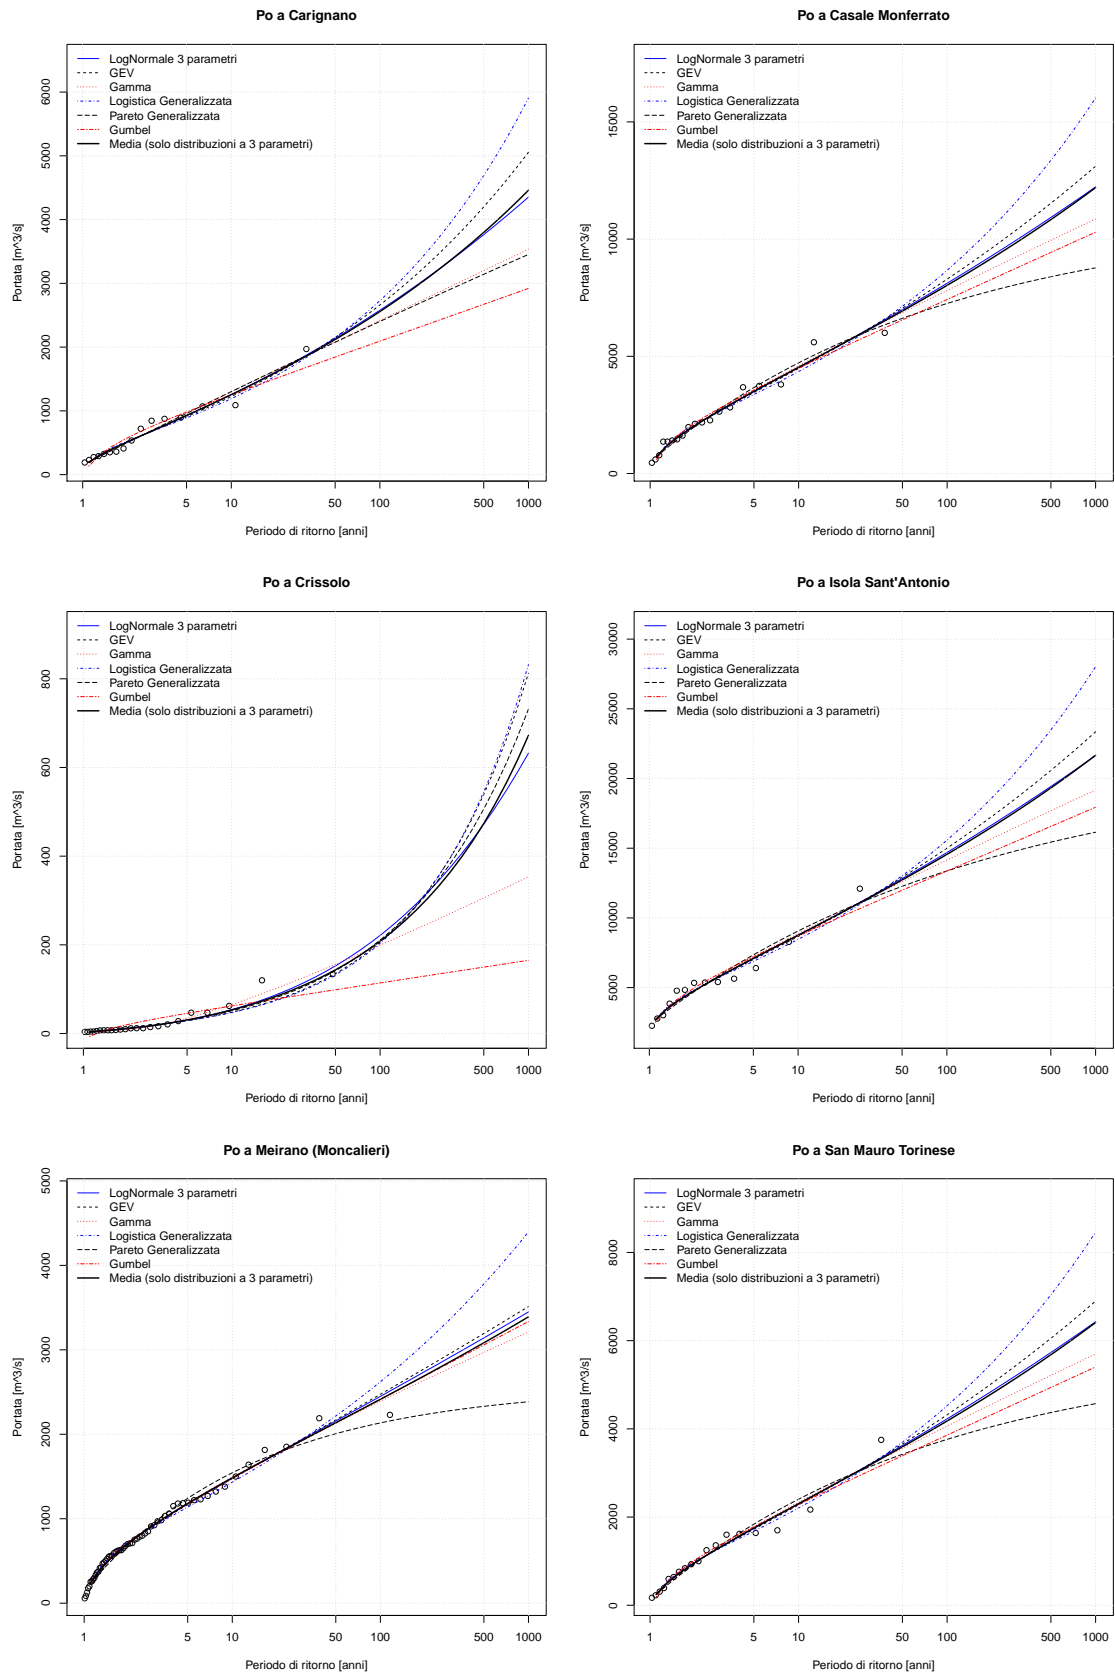 Po a Carignano
LogNormale 3 parametri
GEV
Gamma
Logistica Generalizzata
Pareto Generalizzata
Gumbel
Media (solo distribuzioni a 3 parametri)
Portata [m^3/s]
0 1000 2000 3000 4000 5000 6000
1 5 10 50 100 500 1000
Periodo di ritorno [anni]
Po a Casale Monferrato
LogNormale 3 parametri
GEV
Gamma
Logistica Generalizzata
Pareto Generalizzata
Gumbel
Media (solo distribuzioni a 3 parametri)
Portata [m^3/s]
0 5000 10000 15000
1 5 10 50 100 500 1000
Periodo di ritorno [anni]
Po a Crissolo
LogNormale 3 parametri
GEV
Gamma
Logistica Generalizzata
Pareto Generalizzata
Gumbel
Media (solo distribuzioni a 3 parametri)
Portata [m^3/s]
0 200 400 600 800
1 5 10 50 100 500 1000
Periodo di ritorno [anni]
Po a Isola Sant'Antonio
LogNormale 3 parametri
GEV
Gamma
Logistica Generalizzata
Pareto Generalizzata
Gumbel
Media (solo distribuzioni a 3 parametri)
Portata [m^3/s]
5000 10000 15000 20000 25000 30000
1 5 10 50 100 500 1000
Periodo di ritorno [anni]
Po a Meirano (Moncalieri)
LogNormale 3 parametri
GEV
Gamma
Logistica Generalizzata
Pareto Generalizzata
Gumbel
Media (solo distribuzioni a 3 parametri)
Portata [m^3/s]
0 1000 2000 3000 4000 5000
1 5 10 50 100 500 1000
Periodo di ritorno [anni]
Po a San Mauro Torinese
LogNormale 3 parametri
GEV
Gamma
Logistica Generalizzata
Pareto Generalizzata
Gumbel
Media (solo distribuzioni a 3 parametri)
Portata [m^3/s]
0 2000 4000 6000 8000
1 5 10 50 100 500 1000
Periodo di ritorno [anni]